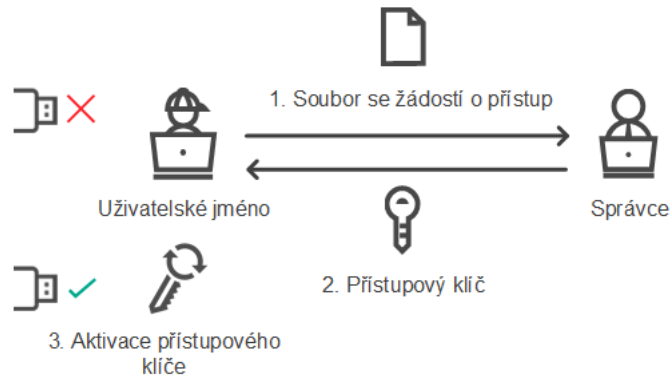 1. Soubor se žádostí o přístup
Uživatelské jméno
Správce
2. Přístupový klíč
3. Aktivace přístupového
klíče